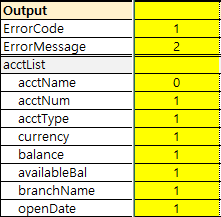 Output
ErrorCode 1
ErrorMessage 2
acctList
acctName 0
acctNum 1
acctType 1
currency 1
balance 1
availableBal 1
branchName 1
openDate 1